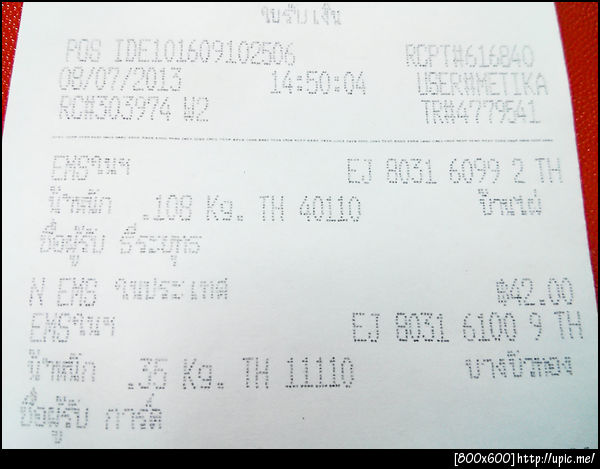 ใบรับเงิน
POS IDE101609102506 RCPT#616840
08/07/2013 14:50:04 USER#METIKA
RC#303974 W2 TR#4779541
EMSในฯ EJ 8031 6099 2 TH
น้ำหนัก .108 Kg. TH 40110 บ้านไผ่
ชื่อผู้รับ ธีระยุทธ
N EMS ในประเทศ ฿42.00
EMSในฯ EJ 8031 6100 9 TH
น้ำหนัก .35 Kg. TH 11110 บางบัวทอง
ชื่อผู้รับ การ์ต
[800x600]http://upic.me/